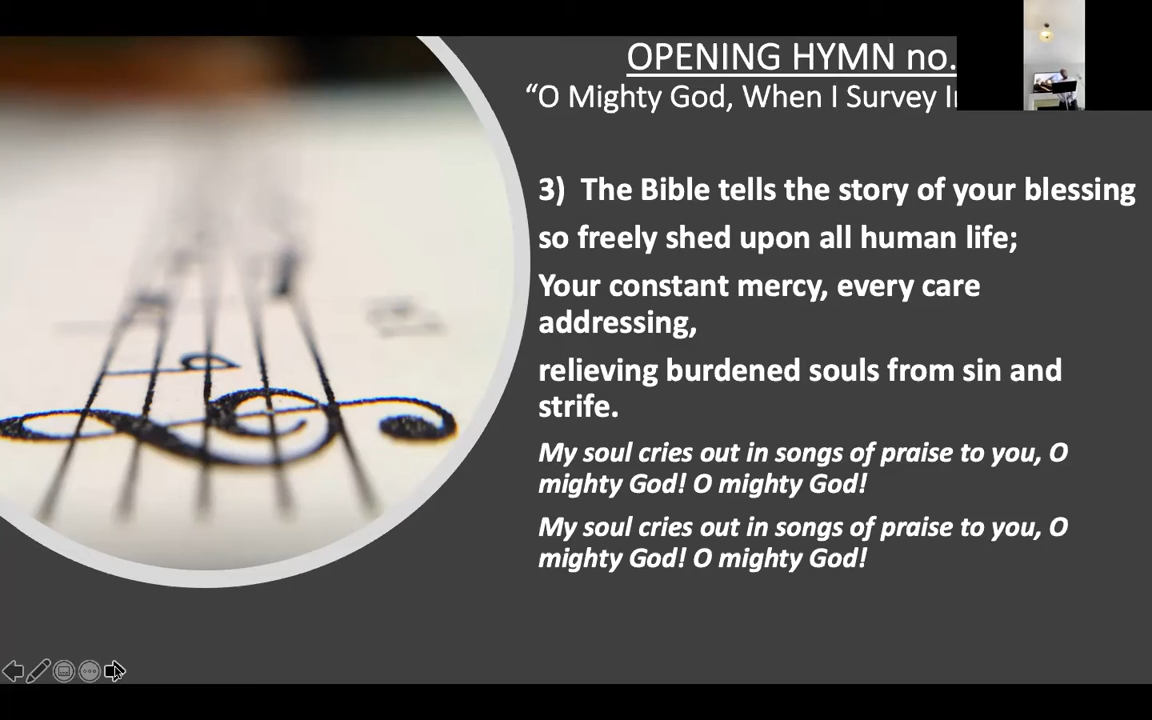 OPENING HYMN no.
“O Mighty God, When I Survey
3) The Bible tells the story of your blessing
so freely shed upon all human life;
Your constant mercy, every care
addressing,
relieving burdened souls from sin and
strife.
My soul cries out in songs of praise to you, O
mighty God! O mighty God!
My soul cries out in songs of praise to you, O
mighty God! O mighty God!